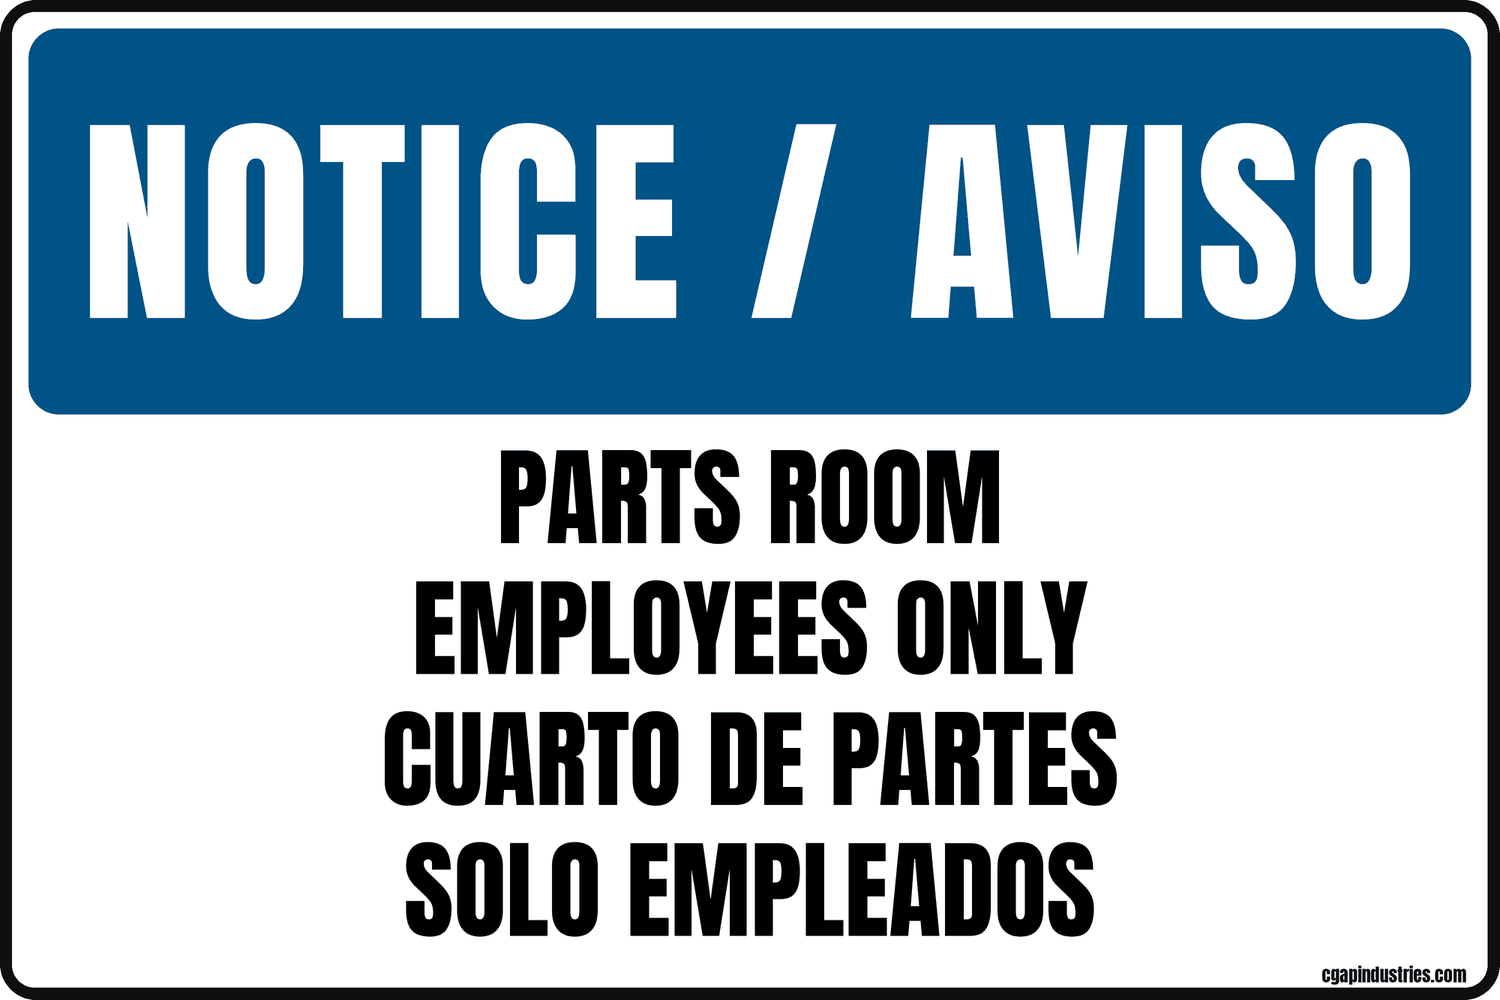 NOTICE / AVISO
PARTS ROOM
EMPLOYEES ONLY
CUARTO DE PARTES
SOLO EMPLEADOS
cgapindustries.com